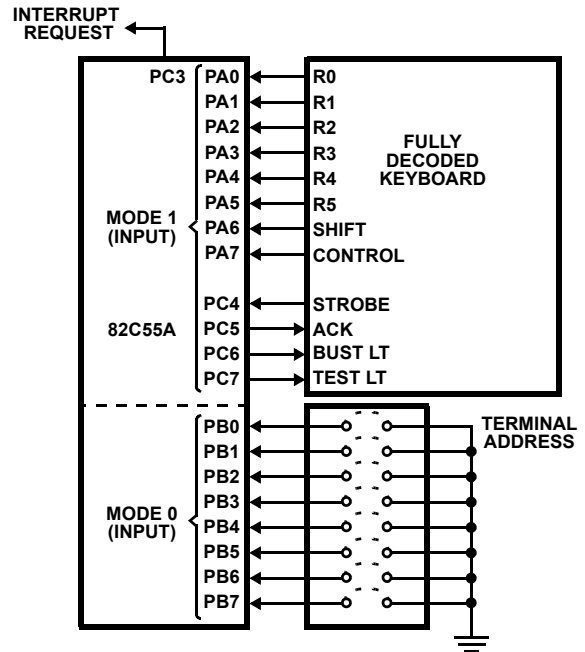 INTERRUPT
REQUEST
PC3 PA0 R0
PA1 R1
PA2 R2
PA3 R3
PA4 R4
PA5 R5
PA6 SHIFT
PA7 CONTROL
MODE 1
(INPUT)
FULLY
DECODED
KEYBOARD
PC4 STROBE
82C55A PC5 ACK
PC6 BUST LT
PC7 TEST LT
PB0
PB1
PB2
PB3
PB4
PB5
PB6
PB7
MODE 0
(INPUT)
TERMINAL
ADDRESS